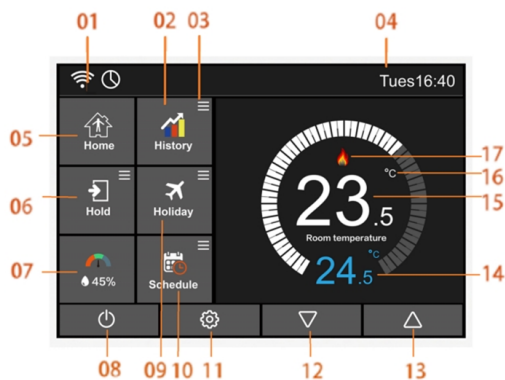 01
02
03
04
Tues16:40
05
Home
History
17
°C
16
06
Hold
Holiday
23.5
15
Room temperature
07
45%
Schedule
°C
24.5
14
08
09
10
11
12
13